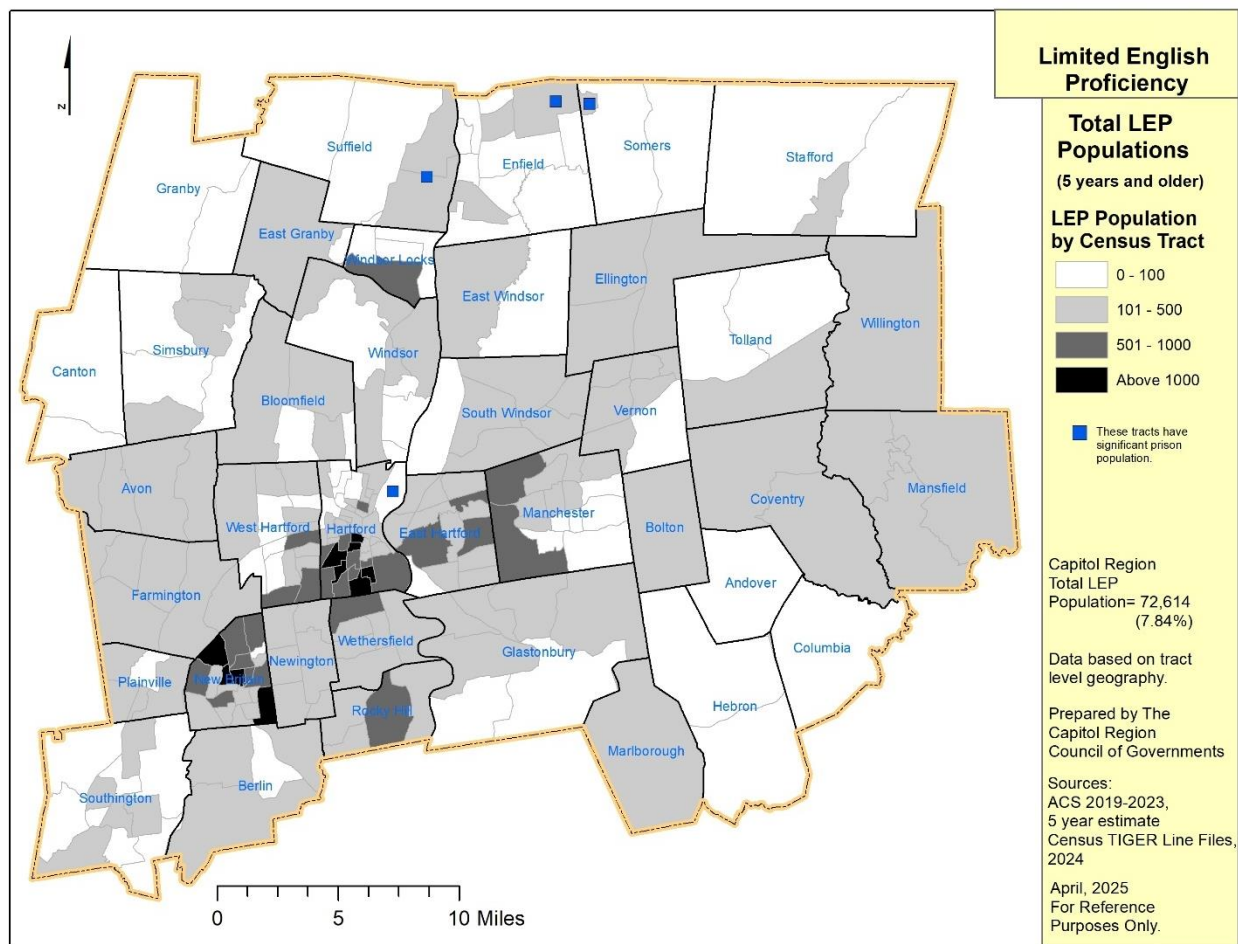 Limited English
Proficiency
Total LEP
Populations
(5 years and older)
LEP Population
by Census Tract
0 - 100
101 - 500
501 - 1000
Above 1000
These tracts have
significant prison
population.
Capitol Region
Total LEP
Population= 72,614
(7.84%)
Data based on tract
level geography.
Prepared by The
Capitol Region
Council of Governments
Sources:
ACS 2019-2023,
5 year estimate
Census TIGER Line Files,
2024
April, 2025
For Reference
Purposes Only.
N
Suffield
Enfield
Somers
Stafford
Granby
East Granby
Windsor Locks
East Windsor
Ellington
Willington
Tolland
Simsbury
Windsor
Canton
Bloomfield
South Windsor
Vernon
Avon
Mansfield
Coventry
West Hartford
Hartford
East Hartford
Manchester
Bolton
Andover
Farmington
Wethersfield
Glastonbury
Columbia
Newington
Plainville
New Britain
Hebron
Rocky Hill
Marlborough
Berlin
Southington
0 5 10 Miles